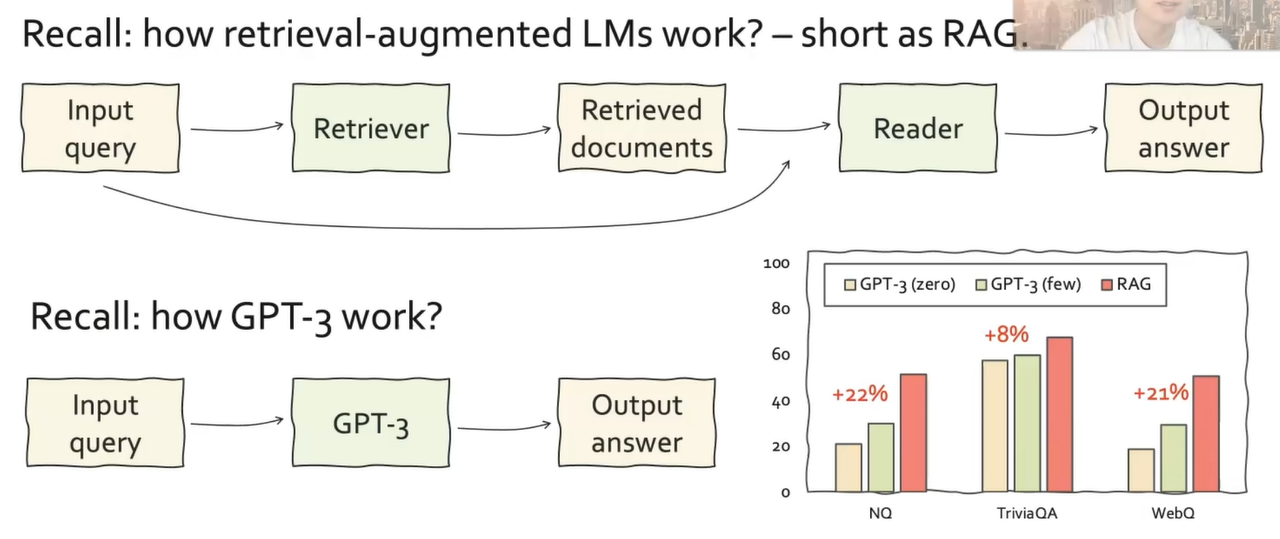 Recall: how retrieval-augmented LMs work? – short as RAG.
Input
query
Retriever
Retrieved
documents
Reader
Output
answer
Recall: how GPT-3 work?
Input
query
GPT-3
Output
answer
100
80
60
40
20
0
GPT-3 (zero)
GPT-3 (few)
RAG
+22%
+8%
+21%
NQ
TriviaQA
WebQ